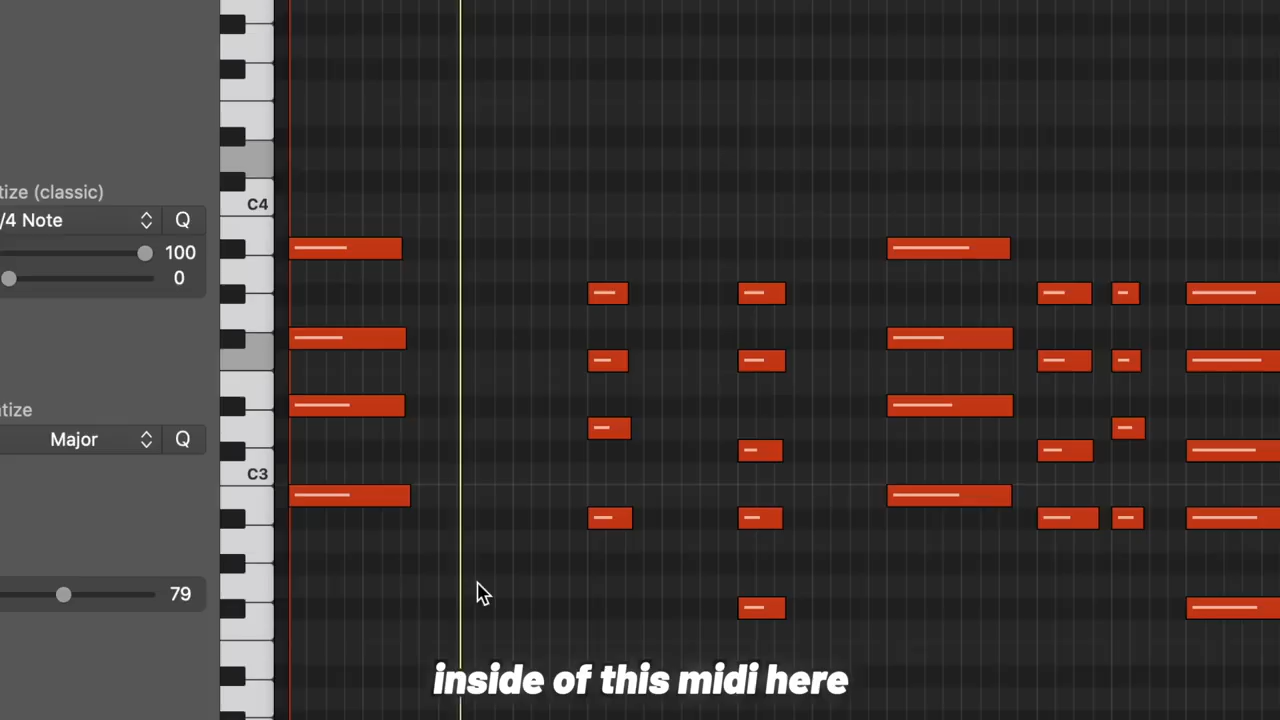 tize (classic)
/4 Note
Q
100
0
C4
tize
Major
Q
C3
79
inside of this midi here